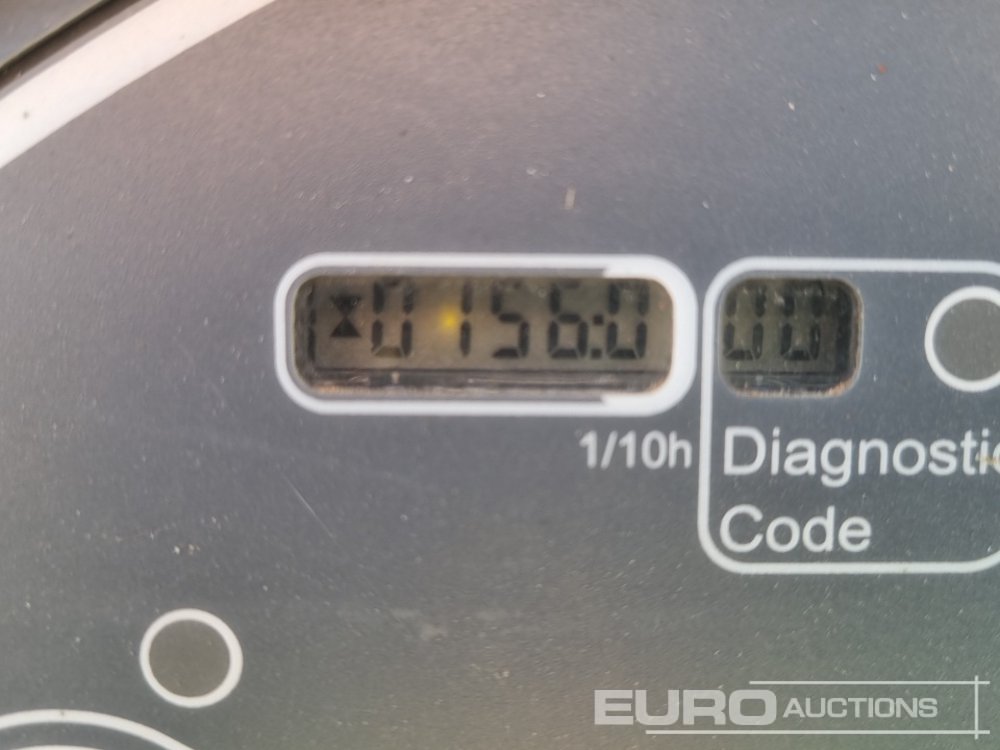 0156:0
00
1/10h
Diagnostic
Code
EURO AUCTIONS